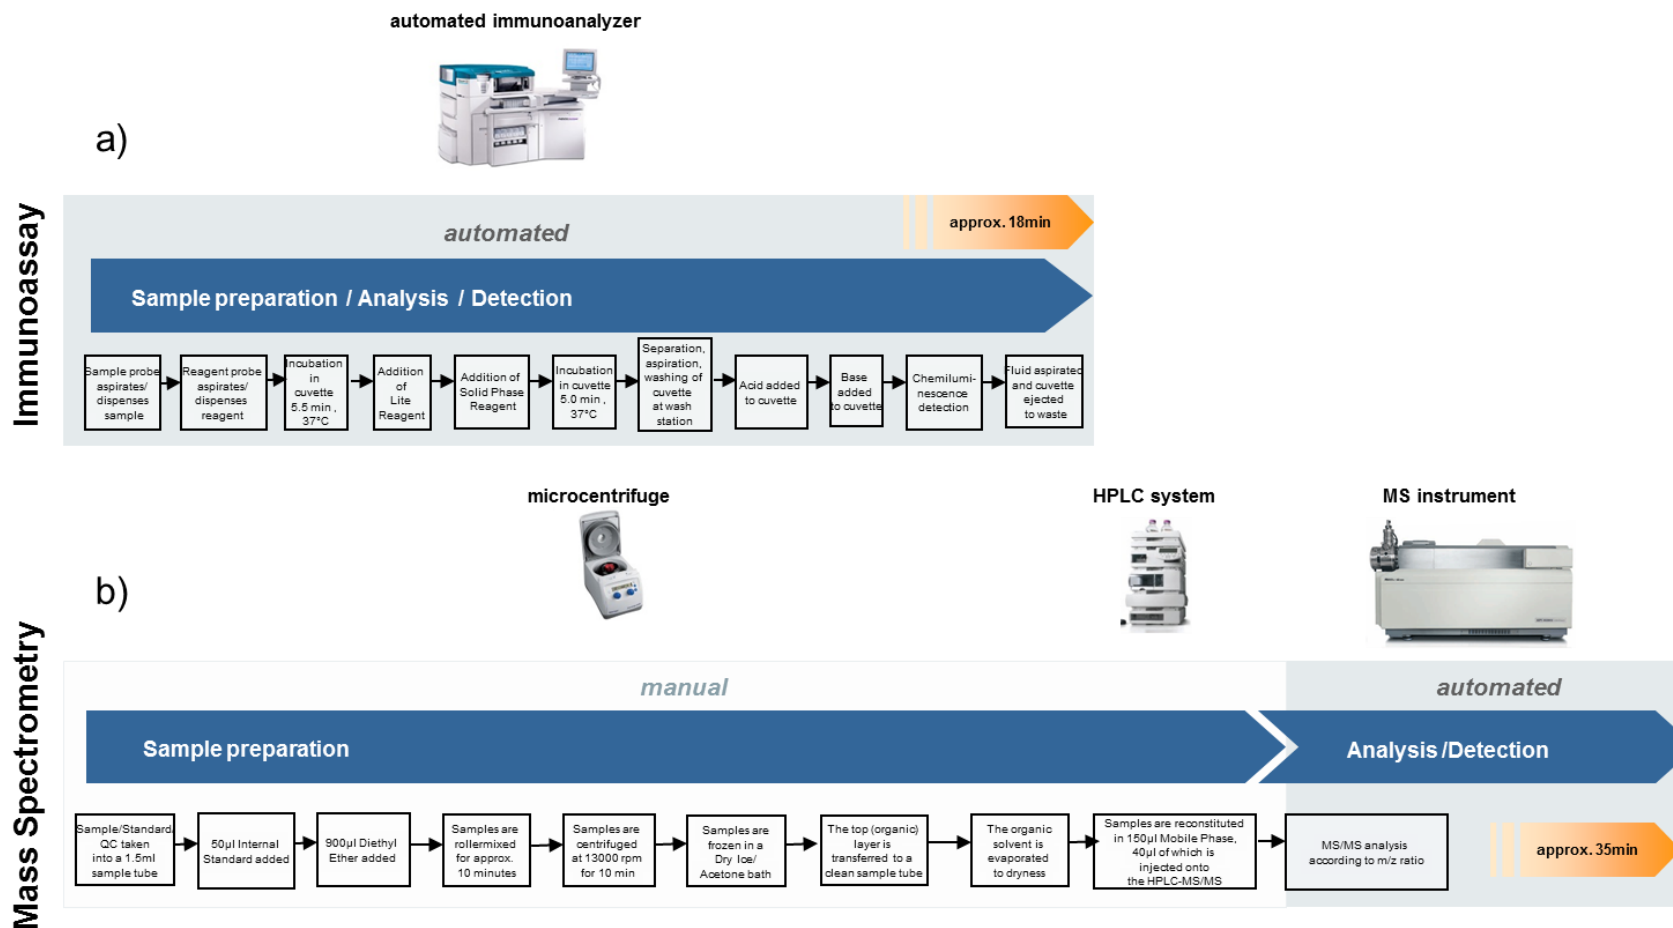 automated immunoanalyzer
a)
Immunoassay
automated
approx. 18min
Sample preparation / Analysis / Detection
Sample probe
aspirates/
dispenses
sample
Reagent probe
aspirates/
dispenses
reagent
Incubation
in
cuvette
5.5 min ,
37°C
Addition
of
Lite
Reagent
Addition of
Solid Phase
Reagent
Incubation
in cuvette
5.0 min ,
37°C
Separation,
aspiration,
washing of
cuvette
at wash
station
Acid added
to cuvette
Base
added
to cuvette
Chemilumi-
nescence
detection
Fluid aspirated
and cuvette
ejected
to waste
microcentrifuge
HPLC system
MS instrument
b)
Mass Spectrometry
manual
automated
Sample preparation
Analysis /Detection
Sample/Standard/
QC taken
into a 1.5ml
sample tube
50µl Internal
Standard added
900µl Diethyl
Ether added
Samples are
rollermixed
for approx.
10 minutes
Samples are
centrifuged
at 13000 rpm
for 10 min
Samples are
frozen in a
Dry Ice/
Acetone bath
The top (organic)
layer is
transferred to a
clean sample tube
The organic
solvent is
evaporated
to dryness
Samples are reconstituted
in 150µl Mobile Phase,
40µl of which is
injected onto
the HPLC-MS/MS
MS/MS analysis
according to m/z ratio
approx. 35min